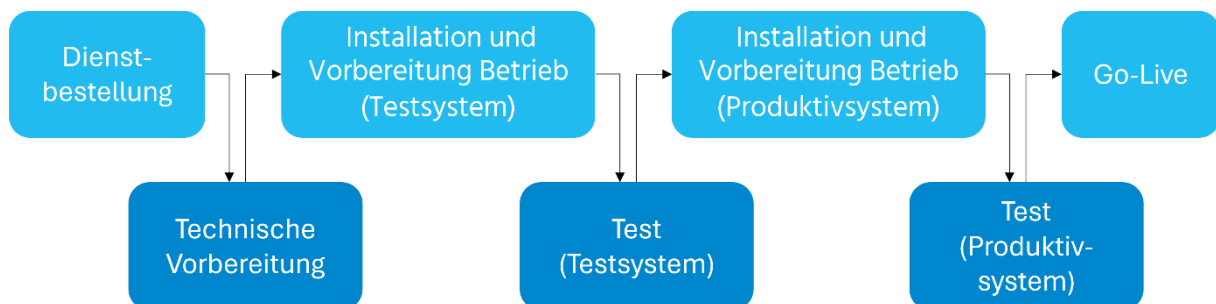 Dienst-
bestellung
Technische
Vorbereitung
Installation und
Vorbereitung Betrieb
(Testsystem)
Test
(Testsystem)
Installation und
Vorbereitung Betrieb
(Produktivsystem)
Test
(Produktiv-
system)
Go-Live